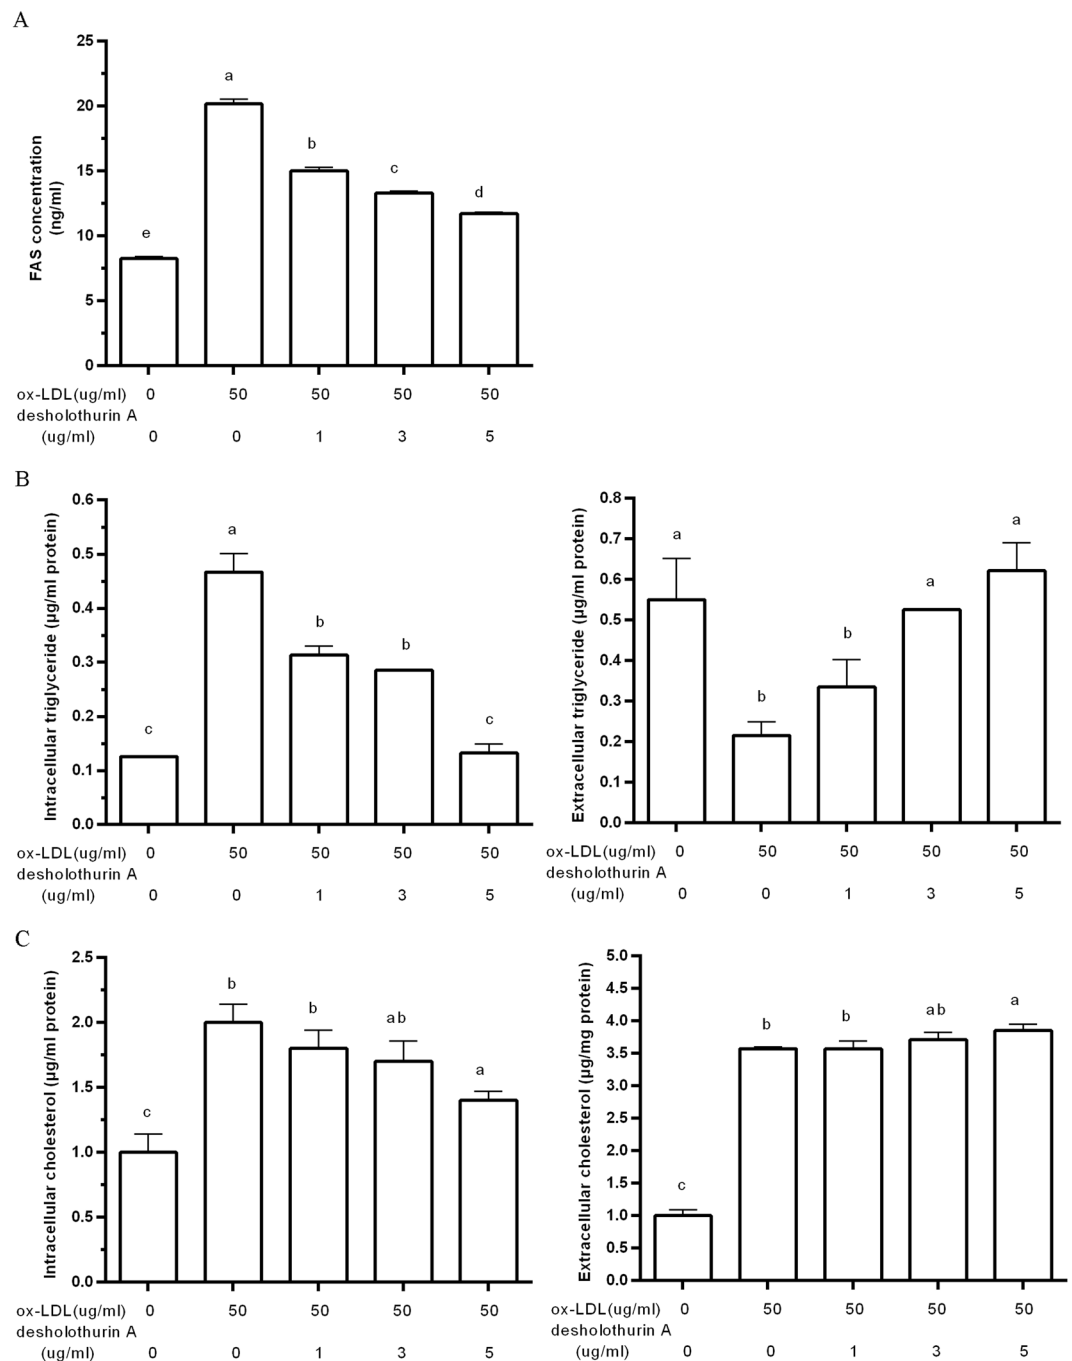 A
25
20
15
10
5
0
FAS concentration
(ng/ml)
e
a
b
c
d
ox-LDL(ug/ml) 0 50 50 50 50
desholothurin A
(ug/ml) 0 0 1 3 5
B
0.6
0.5
0.4
0.3
0.2
0.1
0.0
Intracellular triglyceride (µg/ml protein)
c
a
b
b
c
ox-LDL(ug/ml) 0 50 50 50 50
desholothurin A
(ug/ml) 0 0 1 3 5
0.8
0.7
0.6
0.5
0.4
0.3
0.2
0.1
0.0
Extracellular triglyceride (µg/ml protein)
a
b
b
a
a
ox-LDL(ug/ml) 0 50 50 50 50
desholothurin A
(ug/ml) 0 0 1 3 5
C
2.5
2.0
1.5
1.0
0.5
0.0
Intracellular cholesterol (µg/ml protein)
c
b
b
ab
a
ox-LDL(ug/ml) 0 50 50 50 50
desholothurin A
(ug/ml) 0 0 1 3 5
5.0
4.5
4.0
3.5
3.0
2.5
2.0
1.5
1.0
0.5
0.0
Extracellular cholesterol (µg/mg protein)
c
b
b
ab
a
ox-LDL(ug/ml) 0 50 50 50 50
desholothurin A
(ug/ml) 0 0 1 3 5